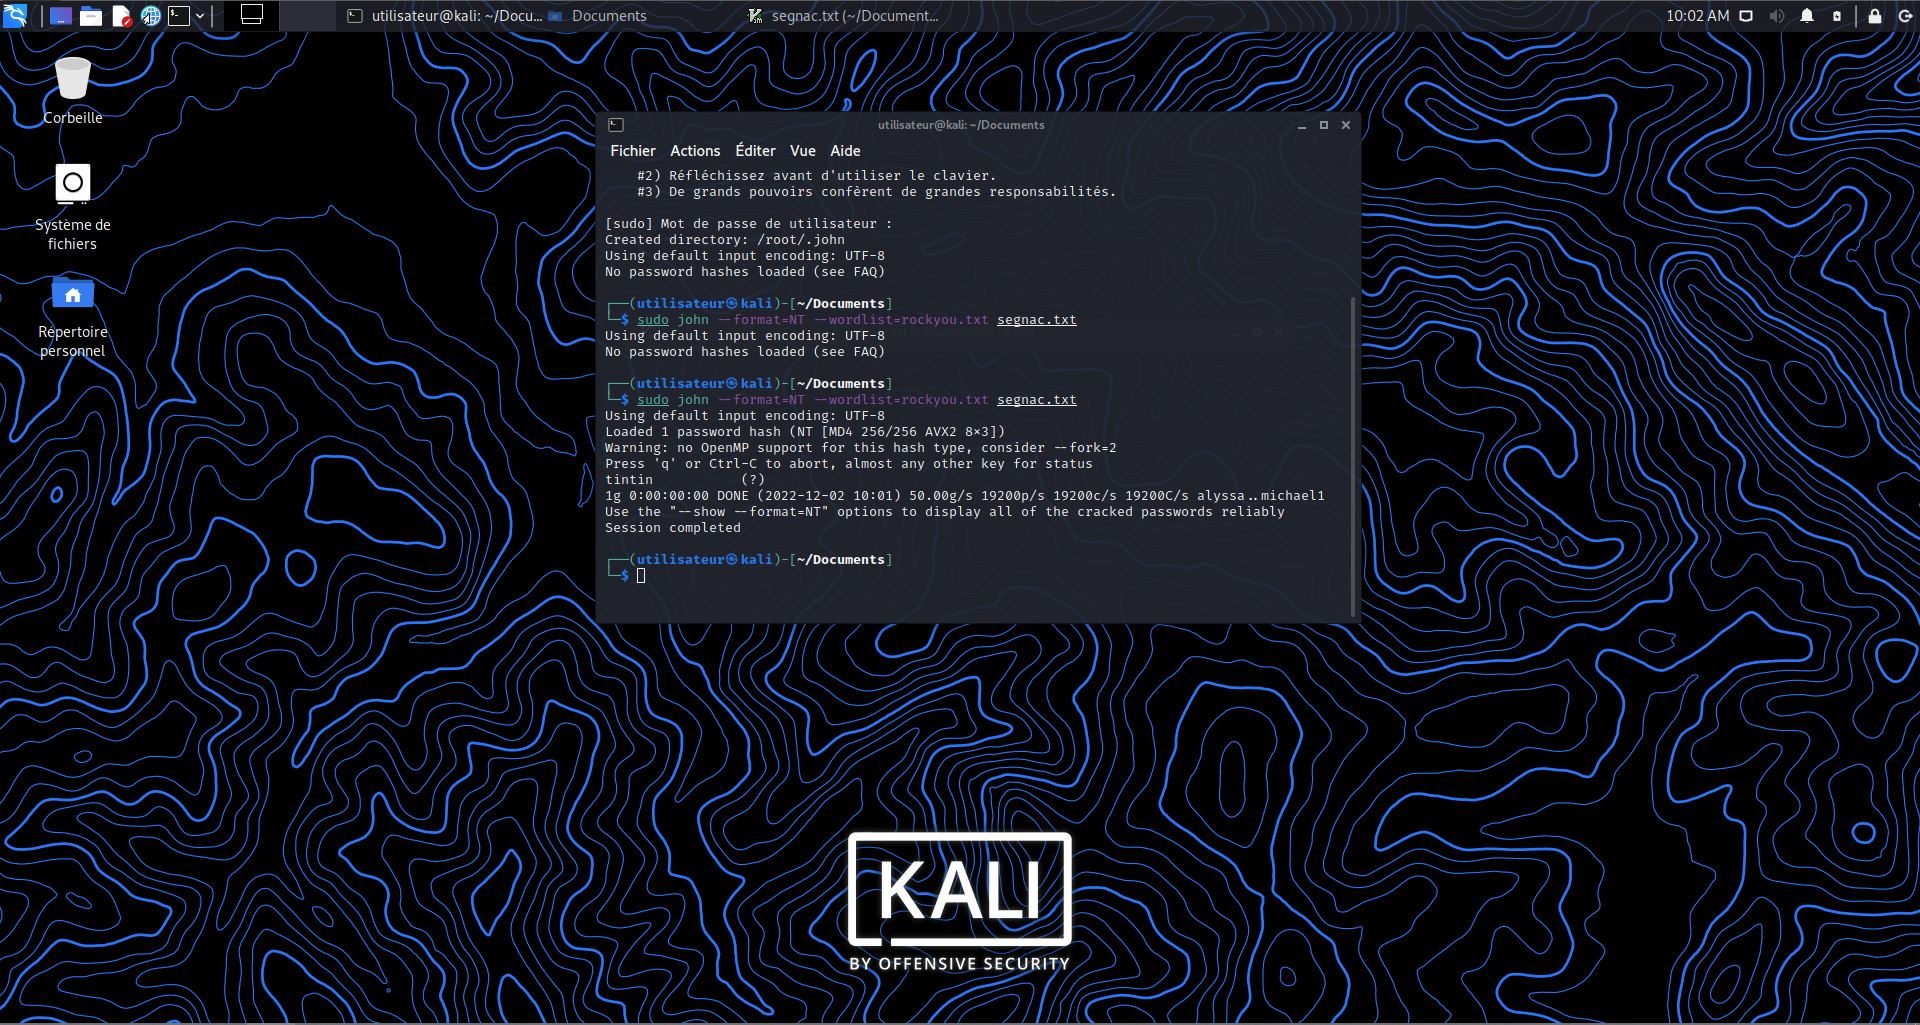 utilisateur@kali: ~/Docu...
Documents
segnac.txt (~/Document...
10:02 AM
Corbeille
Système de
fichiers
Répertoire
personnel
utilisateur@kali: ~/Documents
Fichier Actions Éditer Vue Aide
#2) Réfléchissez avant d'utiliser le clavier.
#3) De grands pouvoirs confèrent de grandes responsabilités.
[sudo] Mot de passe de utilisateur :
Created directory: /root/.john
Using default input encoding: UTF-8
No password hashes loaded (see FAQ)
┌──(utilisateur㉿kali)-[~/Documents]
└─$ sudo john --format=NT --wordlist=rockyou.txt segnac.txt
Using default input encoding: UTF-8
No password hashes loaded (see FAQ)
┌──(utilisateur㉿kali)-[~/Documents]
└─$ sudo john --format=NT --wordlist=rockyou.txt segnac.txt
Using default input encoding: UTF-8
Loaded 1 password hash (NT [MD4 256/256 AVX2 8×3])
Warning: no OpenMP support for this hash type, consider --fork=2
Press 'q' or Ctrl-C to abort, almost any other key for status
tintin (?)
1g 0:00:00:00 DONE (2022-12-02 10:01) 50.00g/s 19200p/s 19200c/s 19200C/s alyssa..michael1
Use the "--show --format=NT" options to display all of the cracked passwords reliably
Session completed
┌──(utilisateur㉿kali)-[~/Documents]
└─$
KALI
BY OFFENSIVE SECURITY